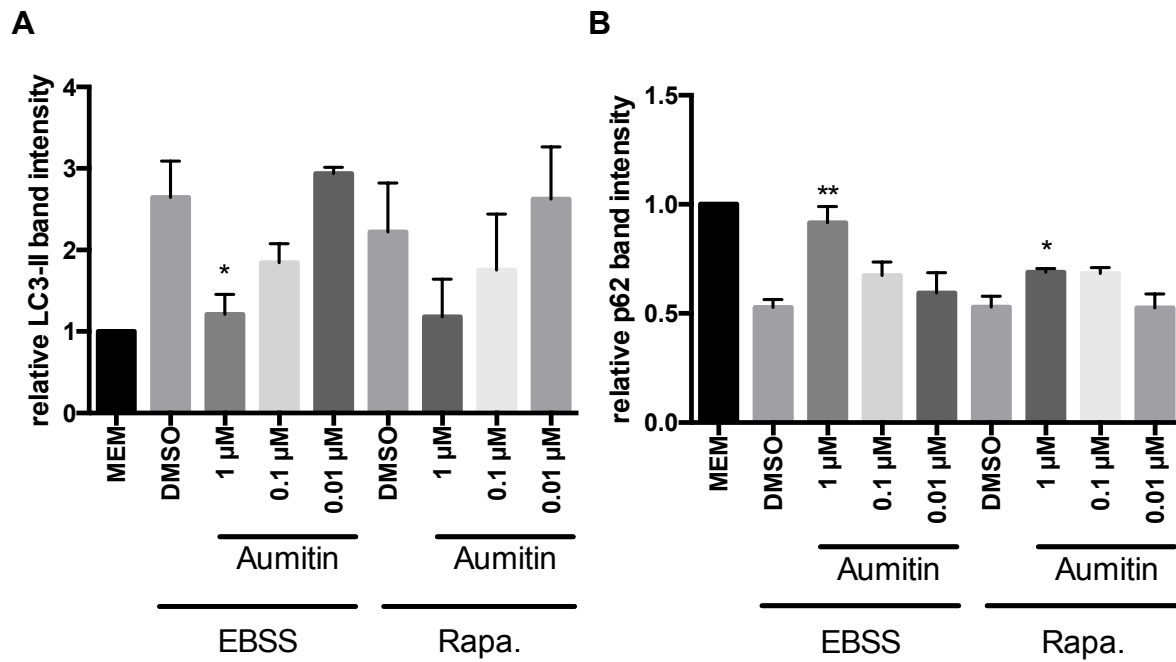 A
relative LC3-II band intensity
4
3
2
1
0
*
MEM
DMSO
1 µM
0.1 µM
0.01 µM
DMSO
1 µM
0.1 µM
0.01 µM
Aumitin
Aumitin
EBSS
Rapa.
B
relative p62 band intensity
1.5
1.0
0.5
0.0
**
*
MEM
DMSO
1 µM
0.1 µM
0.01 µM
DMSO
1 µM
0.1 µM
0.01 µM
Aumitin
Aumitin
EBSS
Rapa.